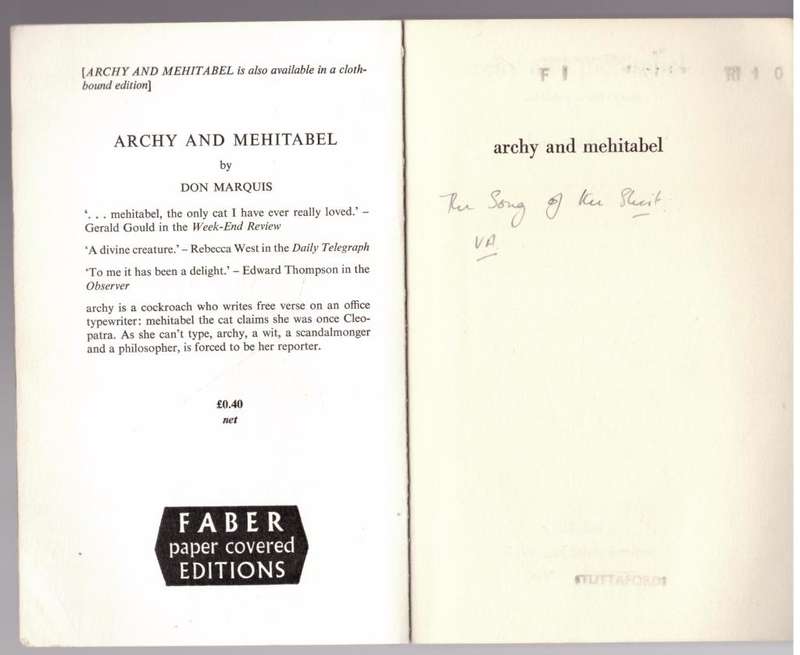 [ARCHY AND MEHITABEL is also available in a cloth-
bound edition]
ARCHY AND MEHITABEL
by
DON MARQUIS
‘. . . mehitabel, the only cat I have ever really loved.’ –
Gerald Gould in the Week-End Review
‘A divine creature.’ – Rebecca West in the Daily Telegraph
‘To me it has been a delight.’ – Edward Thompson in the
Observer
archy is a cockroach who writes free verse on an office
typewriter: mehitabel the cat claims she was once Cleo-
patra. As she can’t type, archy, a wit, a scandalmonger
and a philosopher, is forced to be her reporter.
£0.40
net
FABER
paper covered
EDITIONS
archy and mehitabel
The Song of the Shirt.
VA